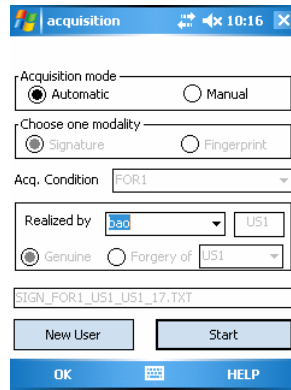 acquisition 10:16
Acquisition mode
Automatic Manual
Choose one modality
Signature Fingerprint
Acq. Condition FOR1
Realized by bao US1
Genuine Forgery of US1
SIGN_FOR1_US1_US1_17.TXT
New User Start
OK HELP